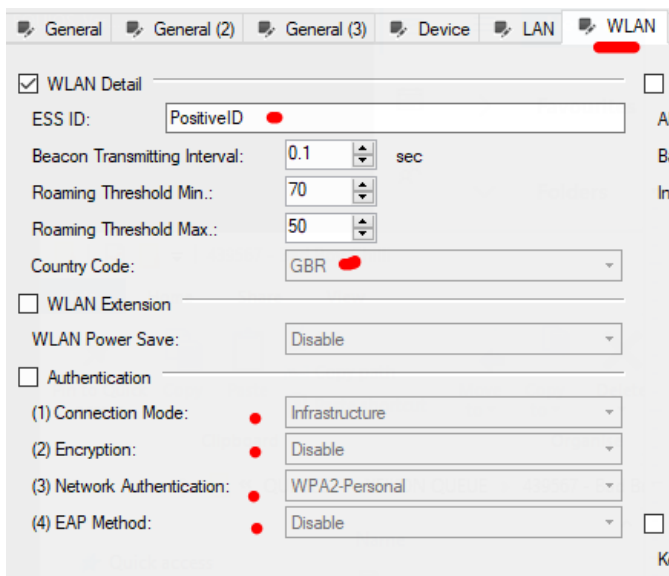 General General (2) General (3) Device LAN WLAN
WLAN Detail
ESS ID: PositiveID
Beacon Transmitting Interval: 0.1 sec
Roaming Threshold Min.: 70
Roaming Threshold Max.: 50
Country Code: GBR
WLAN Extension
WLAN Power Save: Disable
Authentication
(1) Connection Mode: Infrastructure
(2) Encryption: Disable
(3) Network Authentication: WPA2-Personal
(4) EAP Method: Disable